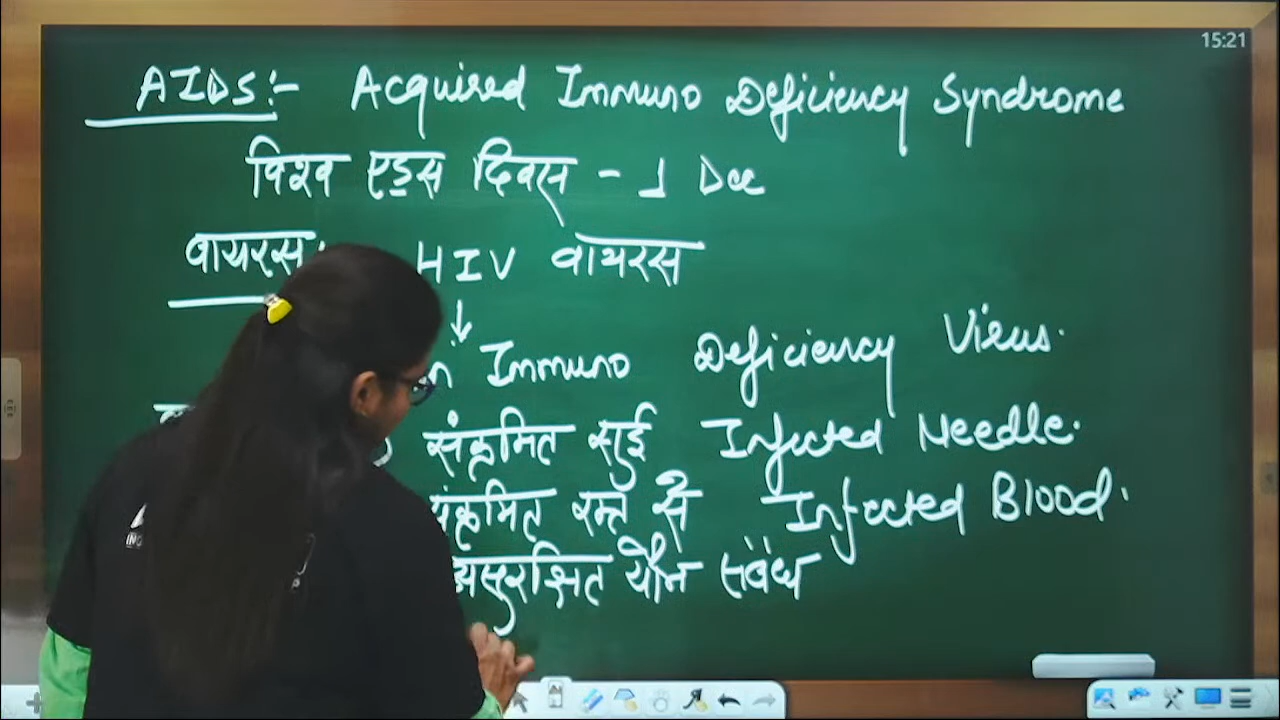 15:21
AIDS:- Acquired Immuno Deficiency Syndrome
विश्व एड्स दिवस - 1 Dec
वायरस: HIV वायरस
Immuno Deficiency Virus.
संक्रमित सुई Infected Needle.
संक्रमित रक्त से Infected Blood.
असुरक्षित यौन संबंध